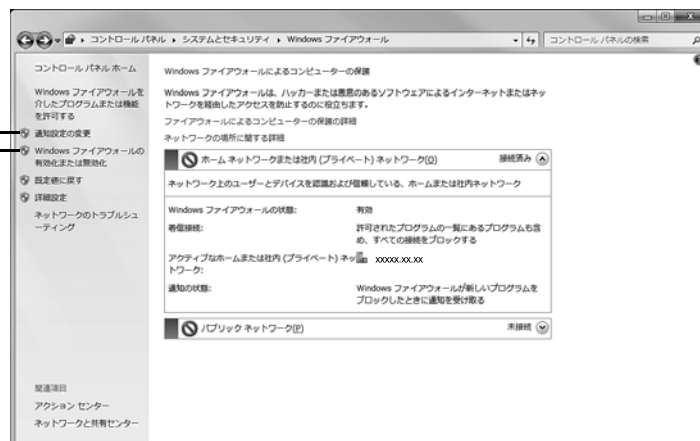 コントロール パネル ▸ システムとセキュリティ ▸ Windows ファイアウォール
コントロール パネルの検索
コントロール パネル ホーム
Windows ファイアウォールを
介したプログラムまたは機能
を許可する
通知設定の変更
Windows ファイアウォールの
有効化または無効化
既定値に戻す
詳細設定
ネットワークのトラブルシュ
ーティング
関連項目
アクション センター
ネットワークと共有センター
Windows ファイアウォールによるコンピューターの保護
Windows ファイアウォールは、ハッカーまたは悪意のあるソフトウェアによるインターネットまたはネッ
トワークを経由したアクセスを防止するのに役立ちます。
ファイアウォールによるコンピューターの保護の詳細
ネットワークの場所に関する詳細
ホーム ネットワークまたは社内 (プライベート) ネットワーク(O) 接続済み
ネットワーク上のユーザーとデバイスを認識および信頼している、ホームまたは社内ネットワーク
Windows ファイアウォールの状態: 有効
着信接続: 許可されたプログラムの一覧にあるプログラムも含
め、すべての接続をブロックする
アクティブなホームまたは社内 (プライベート) ネッ xxxxx.xx.xx
トワーク:
通知の状態: Windows ファイアウォールが新しいプログラムを
ブロックしたときに通知を受け取る
パブリック ネットワーク(P) 未接続